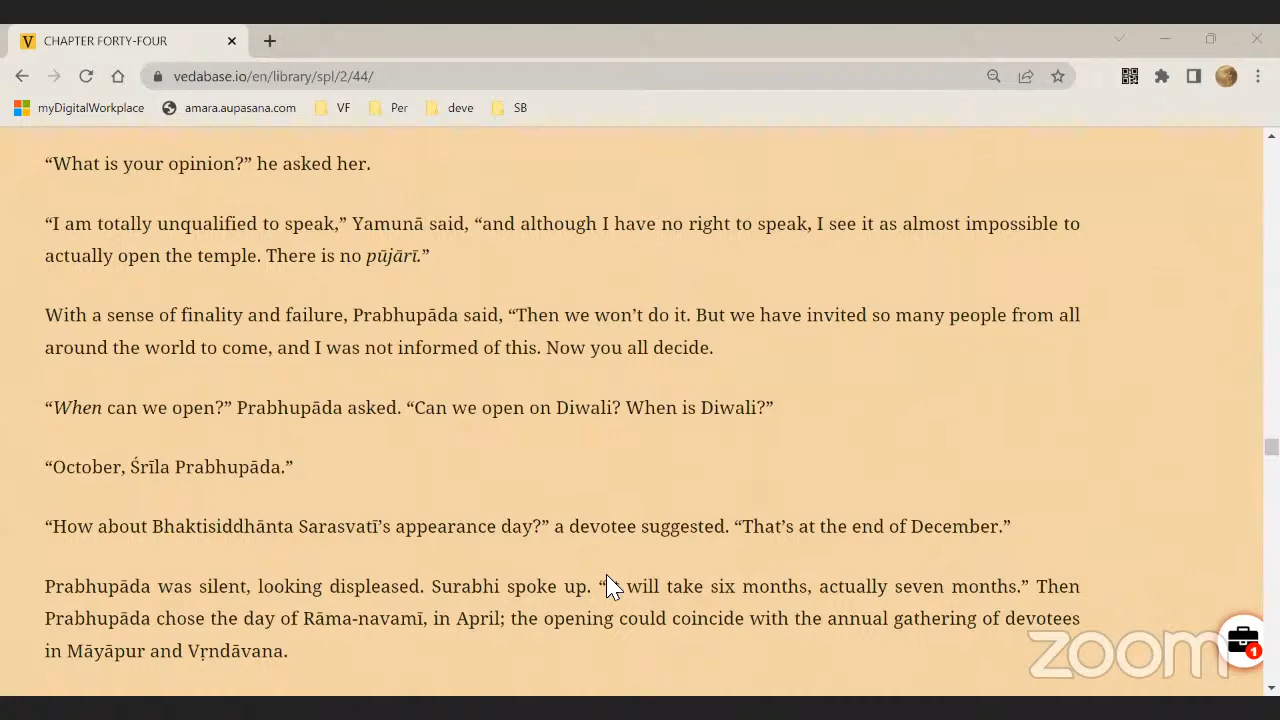 CHAPTER FORTY-FOUR
vedabase.io/en/library/spl/2/44/
myDigitalWorkplace amara.aupasana.com VF Per deve SB
“What is your opinion?” he asked her.
“I am totally unqualified to speak,” Yamunā said, “and although I have no right to speak, I see it as almost impossible to
actually open the temple. There is no pūjārī.”
With a sense of finality and failure, Prabhupāda said, “Then we won’t do it. But we have invited so many people from all
around the world to come, and I was not informed of this. Now you all decide.
“When can we open?” Prabhupāda asked. “Can we open on Diwali? When is Diwali?”
“October, Śrīla Prabhupāda.”
“How about Bhaktisiddhānta Sarasvatī’s appearance day?” a devotee suggested. “That’s at the end of December.”
Prabhupāda was silent, looking displeased. Surabhi spoke up. “ will take six months, actually seven months.” Then
Prabhupāda chose the day of Rāma-navamī, in April; the opening could coincide with the annual gathering of devotees
in Māyāpur and Vṛndāvana.
zoom
1